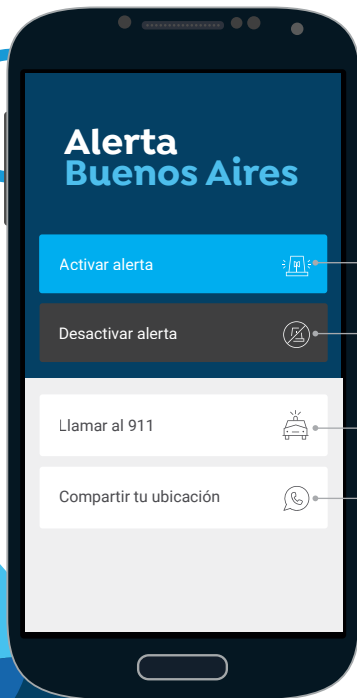 Alerta
Buenos Aires
Activar alerta
Desactivar alerta
Llamar al 911
Compartir tu ubicación